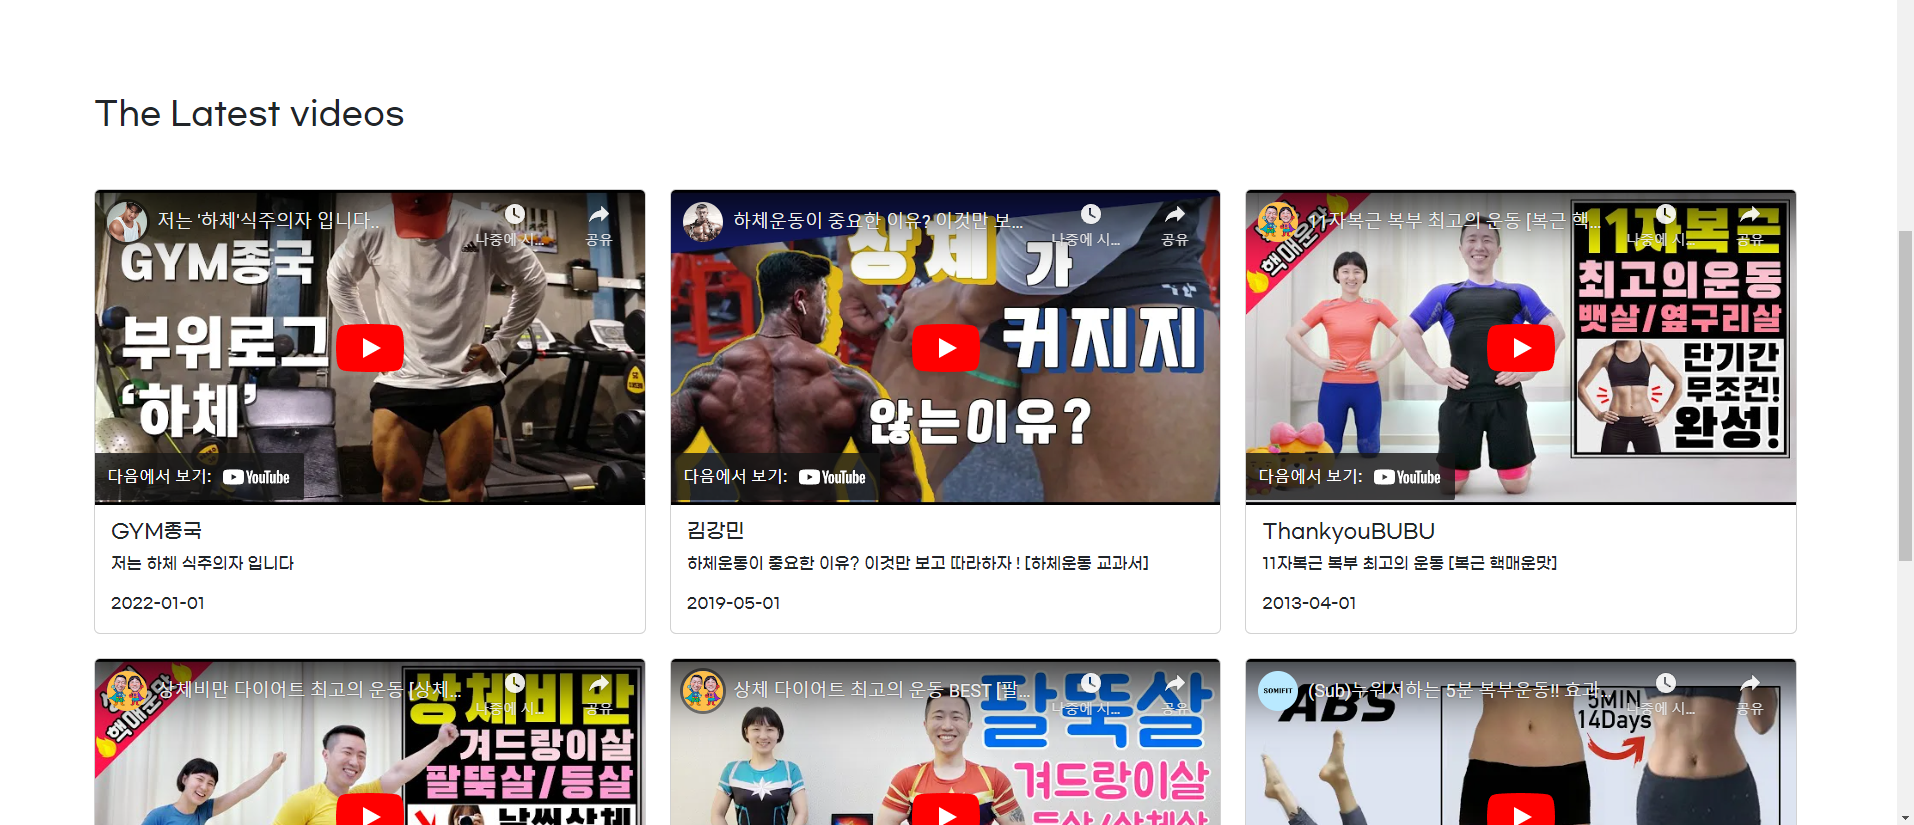 The Latest videos
저는 '하체'식주의자 입니다..
나중에 시...
공유
GYM종국
부위로그
'하체'
다음에서 보기: YouTube
GYM종국
저는 하체 식주의자 입니다
2022-01-01
하체운동이 중요한 이유? 이것만 보...
나중에 시...
공유
상체가
커지지
않는이유?
다음에서 보기: YouTube
김강민
하체운동이 중요한 이유? 이것만 보고 따라하자 ! [하체운동 교과서]
2019-05-01
11자복근 복부 최고의 운동 [복근 핵...
나중에 시...
공유
핵매운맛
11자복근
최고의운동
뱃살/옆구리살
단기간
무조건!
완성!
다음에서 보기: YouTube
ThankyouBUBU
11자복근 복부 최고의 운동 [복근 핵매운맛]
2013-04-01
상체비만 다이어트 최고의 운동 [상체...
나중에 시...
공유
핵매운맛
상체비만
겨드랑이살
팔뚝살/등살
상체 다이어트 최고의 운동 BEST [팔...
나중에 시...
공유
팔뚝살
겨드랑이살
SOMIFIT
(Sub)누워서하는 5분 복부운동!! 효과...
나중에 시...
공유
ABS
5MIN
14Days